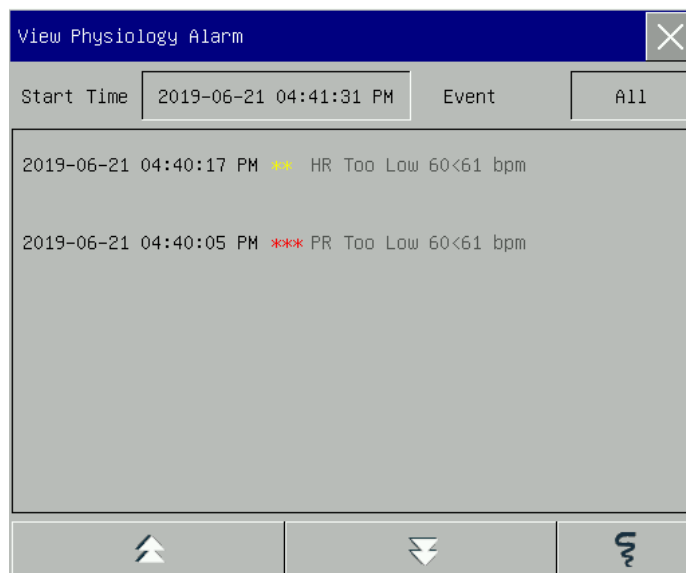 View Physiology Alarm
Start Time 2019-06-21 04:41:31 PM Event All
2019-06-21 04:40:17 PM ** HR Too Low 60<61 bpm
2019-06-21 04:40:05 PM *** PR Too Low 60<61 bpm